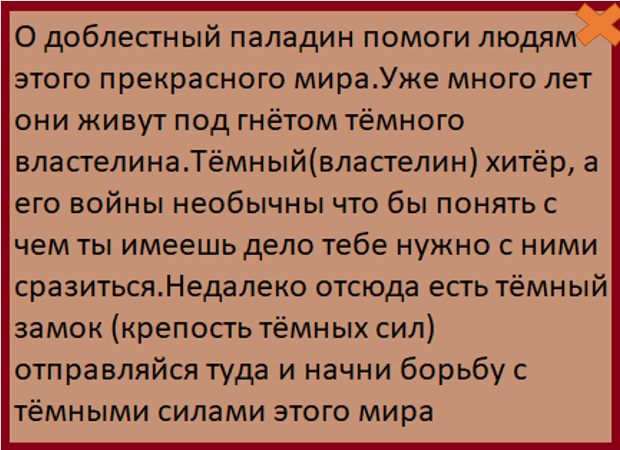 О доблестный паладин помоги людям
этого прекрасного мира.Уже много лет
они живут под гнётом тёмного
властелина.Тёмный(властелин) хитёр, а
его войны необычны что бы понять с
чем ты имеешь дело тебе нужно с ними
сразиться.Недалеко отсюда есть тёмный
замок (крепость тёмных сил)
отправляйся туда и начни борьбу с
тёмными силами этого мира